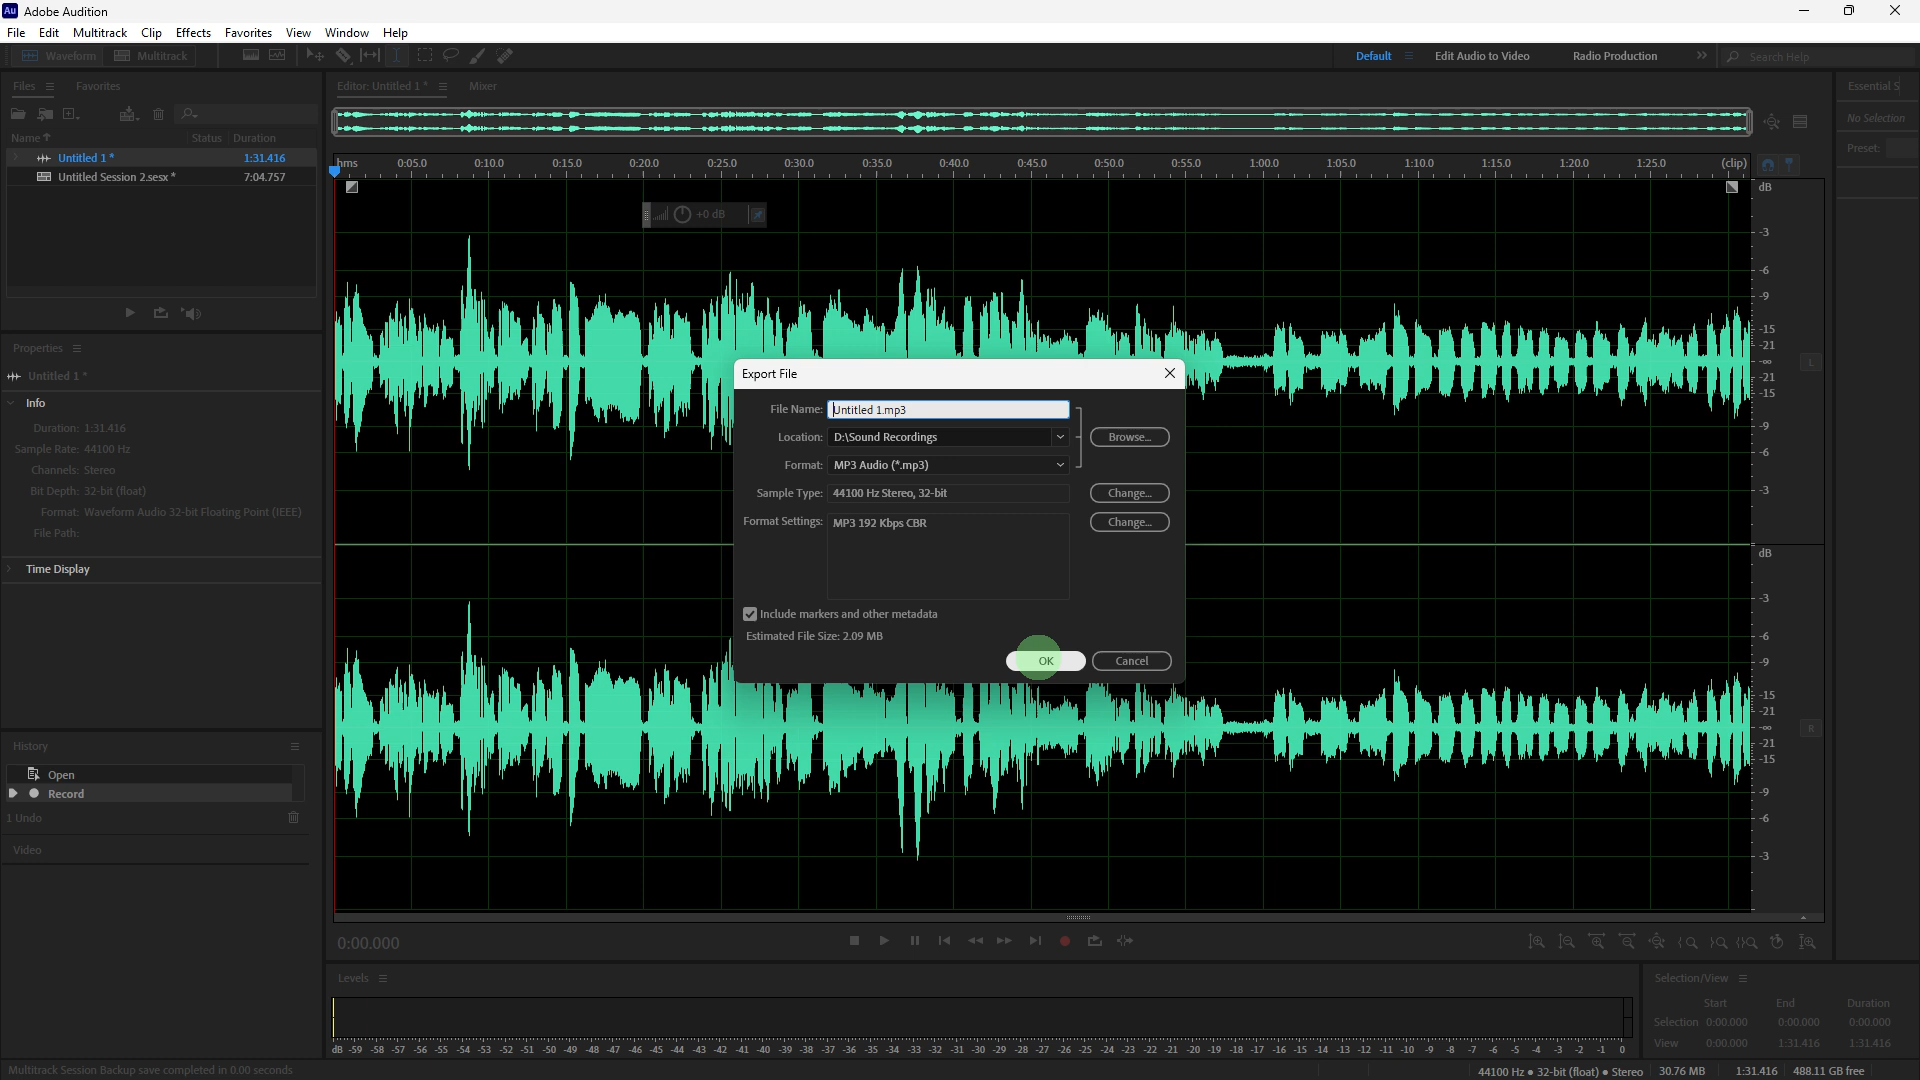 Au Adobe Audition
File Edit Multitrack Clip Effects Favorites View Window Help
Waveform Multitrack
Default Edit Audio to Video Radio Production Search Help
Files Favorites
Editor: Untitled 1 * Mixer
Essential S
Name Status Duration
No Selection
Preset:
Untitled 1 * 1:31.416
Untitled Session 2.sesx * 7:04.757
hms 0:05.0 0:10.0 0:15.0 0:20.0 0:25.0 0:30.0 0:35.0 0:40.0 0:45.0 0:50.0 0:55.0 1:00.0 1:05.0 1:10.0 1:15.0 1:20.0 1:25.0 (clip)
dB
-3
-6
-9
-15
-21
-∞
-21
-15
-9
-6
-3
L
+0 dB
Properties
Untitled 1 *
Info
Duration: 1:31.416
Sample Rate: 44100 Hz
Channels: Stereo
Bit Depth: 32-bit (float)
Format: Waveform Audio 32-bit Floating Point (IEEE)
File Path:
Time Display
Export File
File Name: Untitled 1.mp3
Location: D:\Sound Recordings Browse...
Format: MP3 Audio (*.mp3)
Sample Type: 44100 Hz Stereo, 32-bit Change...
Format Settings: MP3 192 Kbps CBR Change...
Include markers and other metadata
Estimated File Size: 2.09 MB
OK Cancel
dB
-3
-6
-9
-15
-21
-∞
-21
-15
-9
-6
-3
R
History
Open
Record
1 Undo
Video
0:00.000
Levels
dB -59 -58 -57 -56 -55 -54 -53 -52 -51 -50 -49 -48 -47 -46 -45 -44 -43 -42 -41 -40 -39 -38 -37 -36 -35 -34 -33 -32 -31 -30 -29 -28 -27 -26 -25 -24 -23 -22 -21 -20 -19 -18 -17 -16 -15 -14 -13 -12 -11 -10 -9 -8 -7 -6 -5 -4 -3 -2 -1 0
Selection/View
Start End Duration
Selection 0:00.000 0:00.000 0:00.000
View 0:00.000 1:31.416 1:31.416
Multitrack Session Backup save completed in 0.00 seconds
44100 Hz ● 32-bit (float) ● Stereo 30.76 MB 1:31.416 488.11 GB free